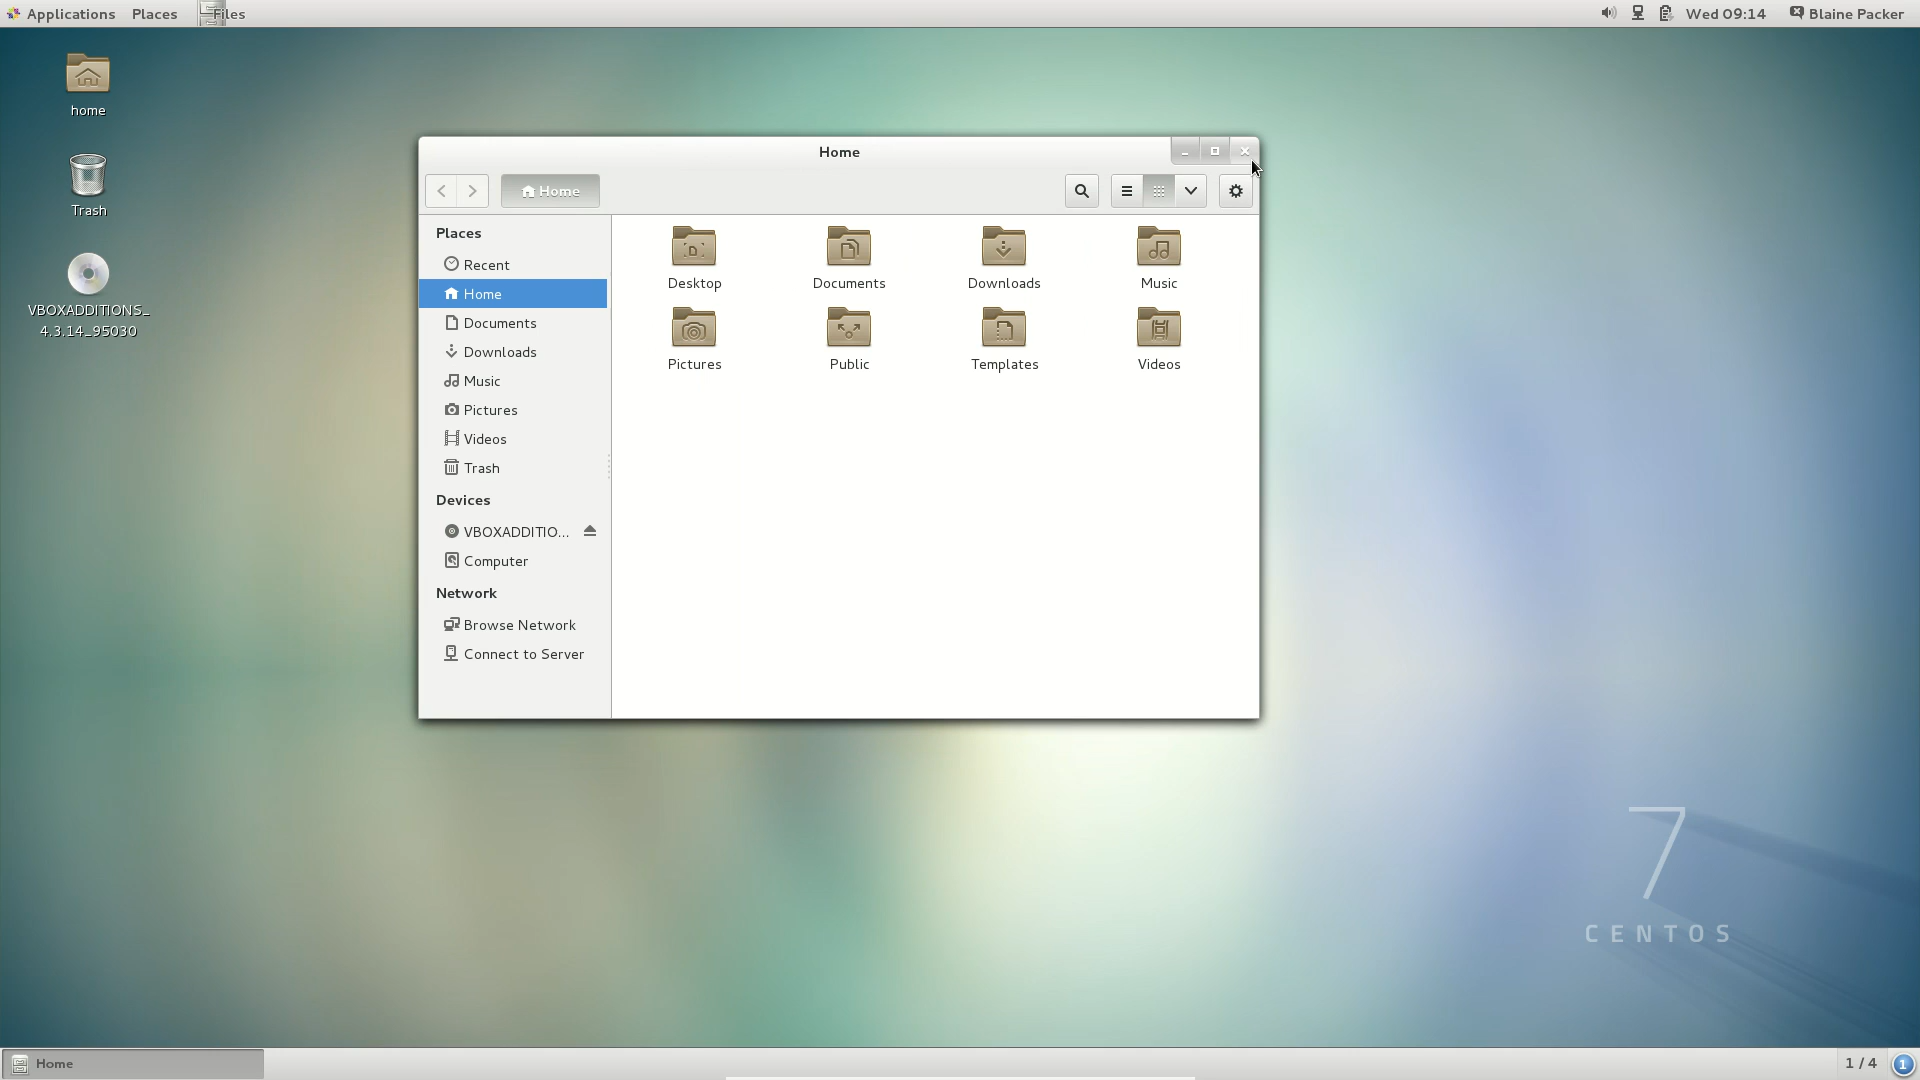 Applications Places Files Wed 09:14 Blaine Packer
home
Trash
VBOXADDITIONS_
4.3.14_95030
Home
Home
Places
Recent
Home
Documents
Downloads
Music
Pictures
Videos
Trash
Devices
VBOXADDITIO...
Computer
Network
Browse Network
Connect to Server
Desktop Documents Downloads Music
Pictures Public Templates Videos
7
CENTOS
Home 1 / 4 1